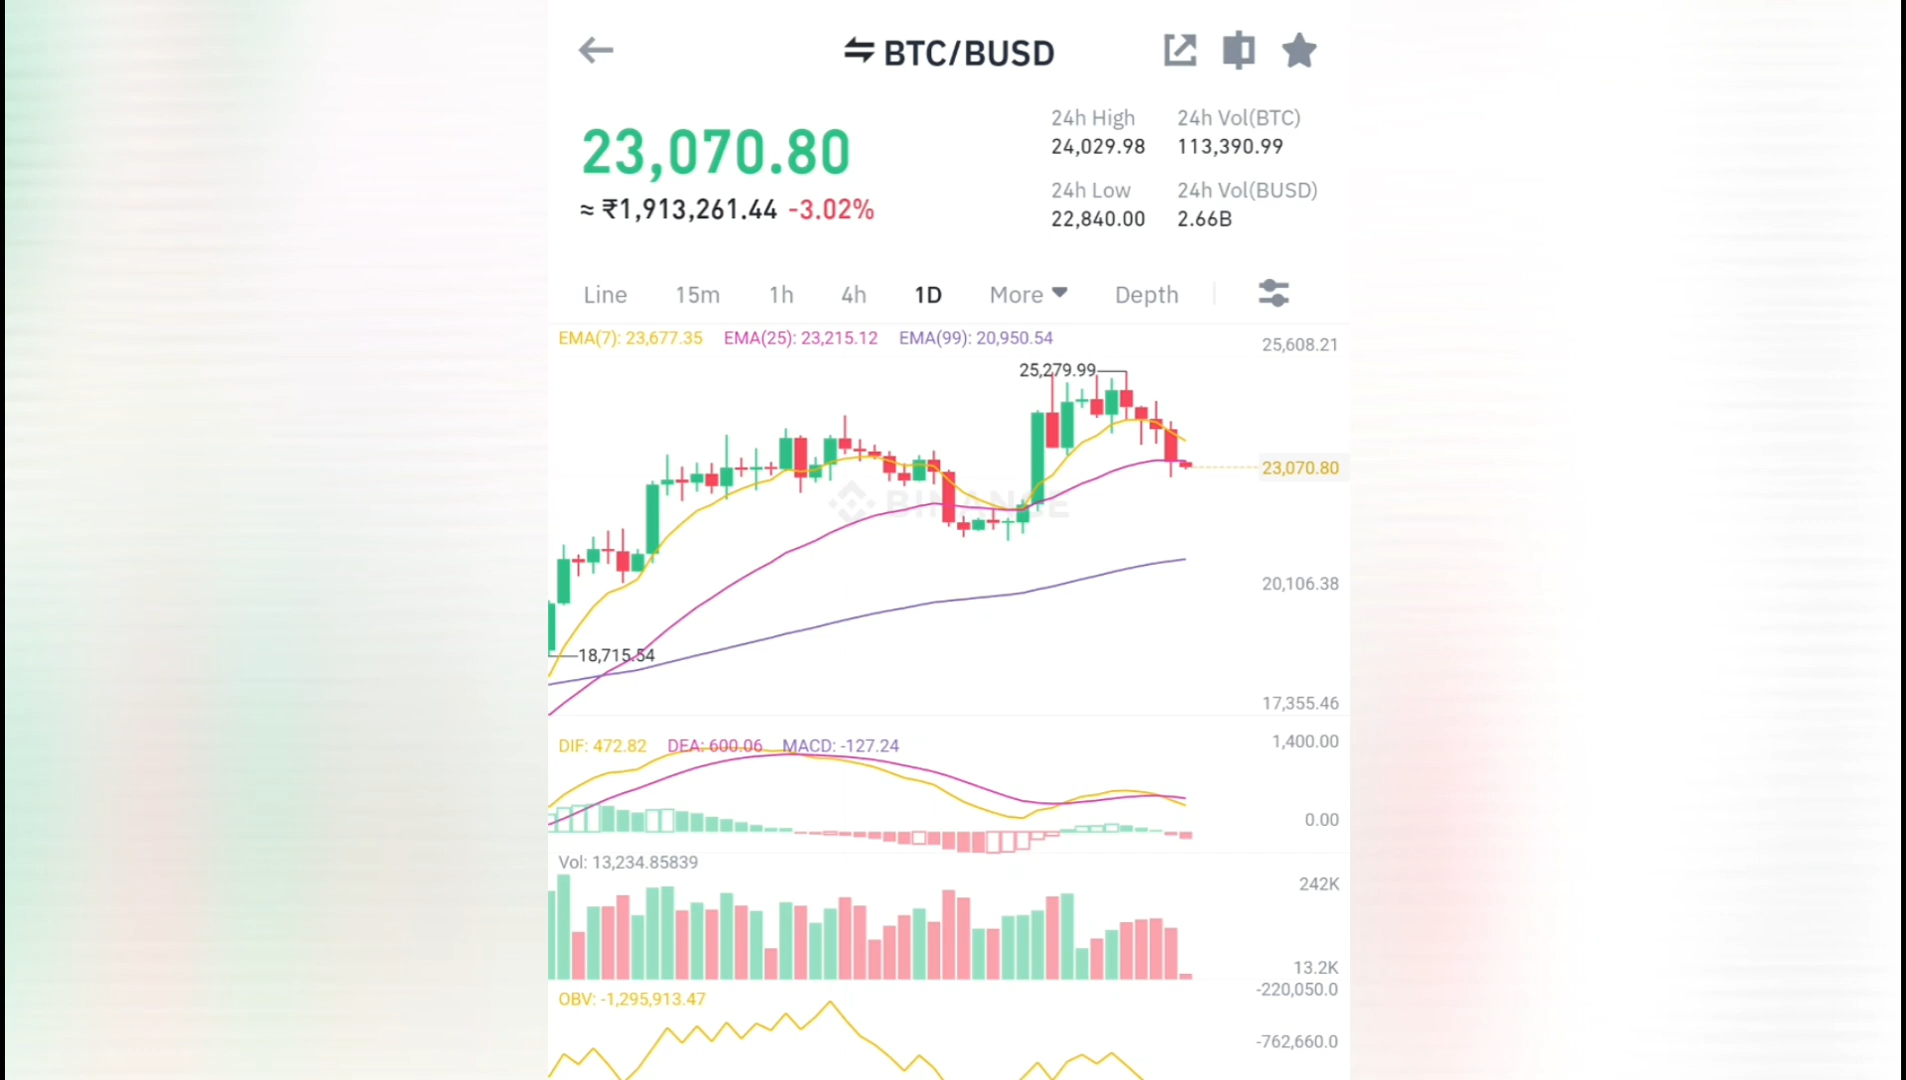 BTC/BUSD
23,070.80
≈ ₹1,913,261.44 -3.02%
24h High
24,029.98
24h Vol(BTC)
113,390.99
24h Low
22,840.00
24h Vol(BUSD)
2.66B
Line 15m 1h 4h 1D More Depth
EMA(7): 23,677.35 EMA(25): 23,215.12 EMA(99): 20,950.54
25,608.21
25,279.99
23,070.80
BINANCE
20,106.38
18,715.54
17,355.46
DIF: 472.82 DEA: 600.06 MACD: -127.24
1,400.00
0.00
Vol: 13,234.85839
242K
13.2K
OBV: -1,295,913.47
-220,050.0
-762,660.0